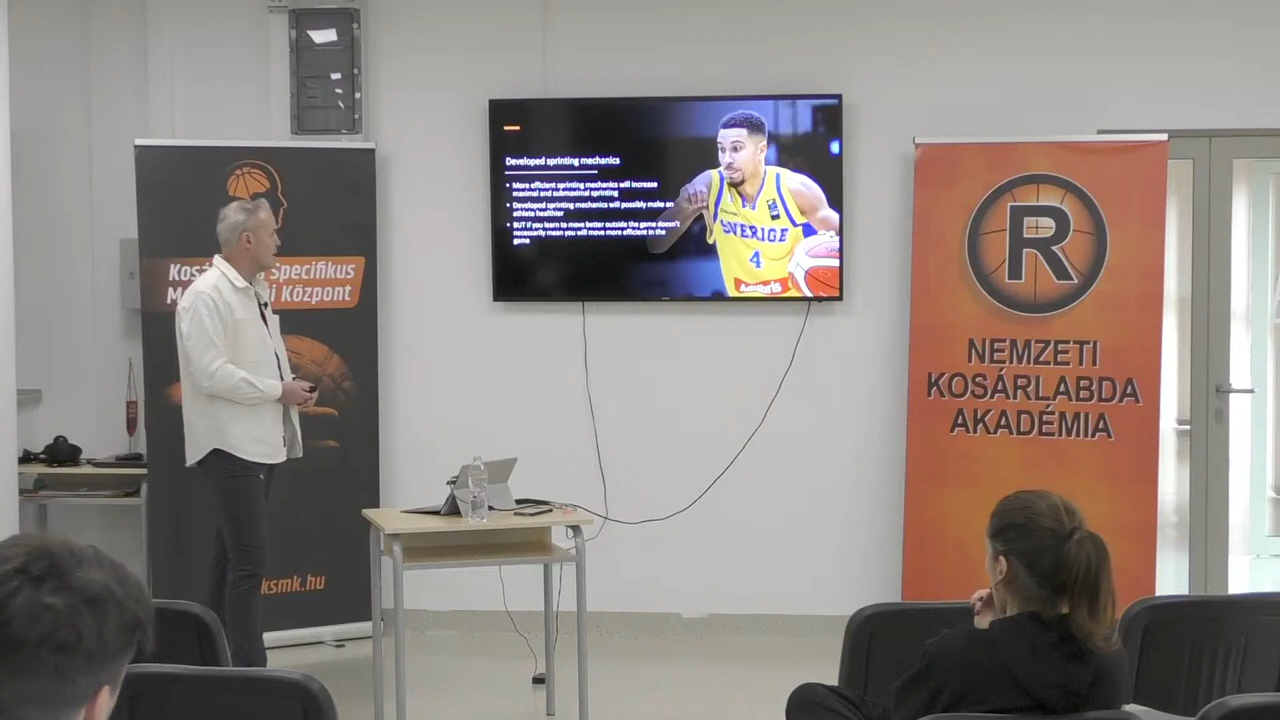 Developed sprinting mechanics
• More efficient sprinting mechanics will increase
maximal and submaximal sprinting
• Developed sprinting mechanics will possibly make an
athlete healthier
• BUT if you learn to move better outside the game doesn't
necessarily mean you will move more efficient in the
game
SVERIGE
4
Specifikus
Központ
ksmk.hu
R
NEMZETI
KOSÁRLABDA
AKADÉMIA